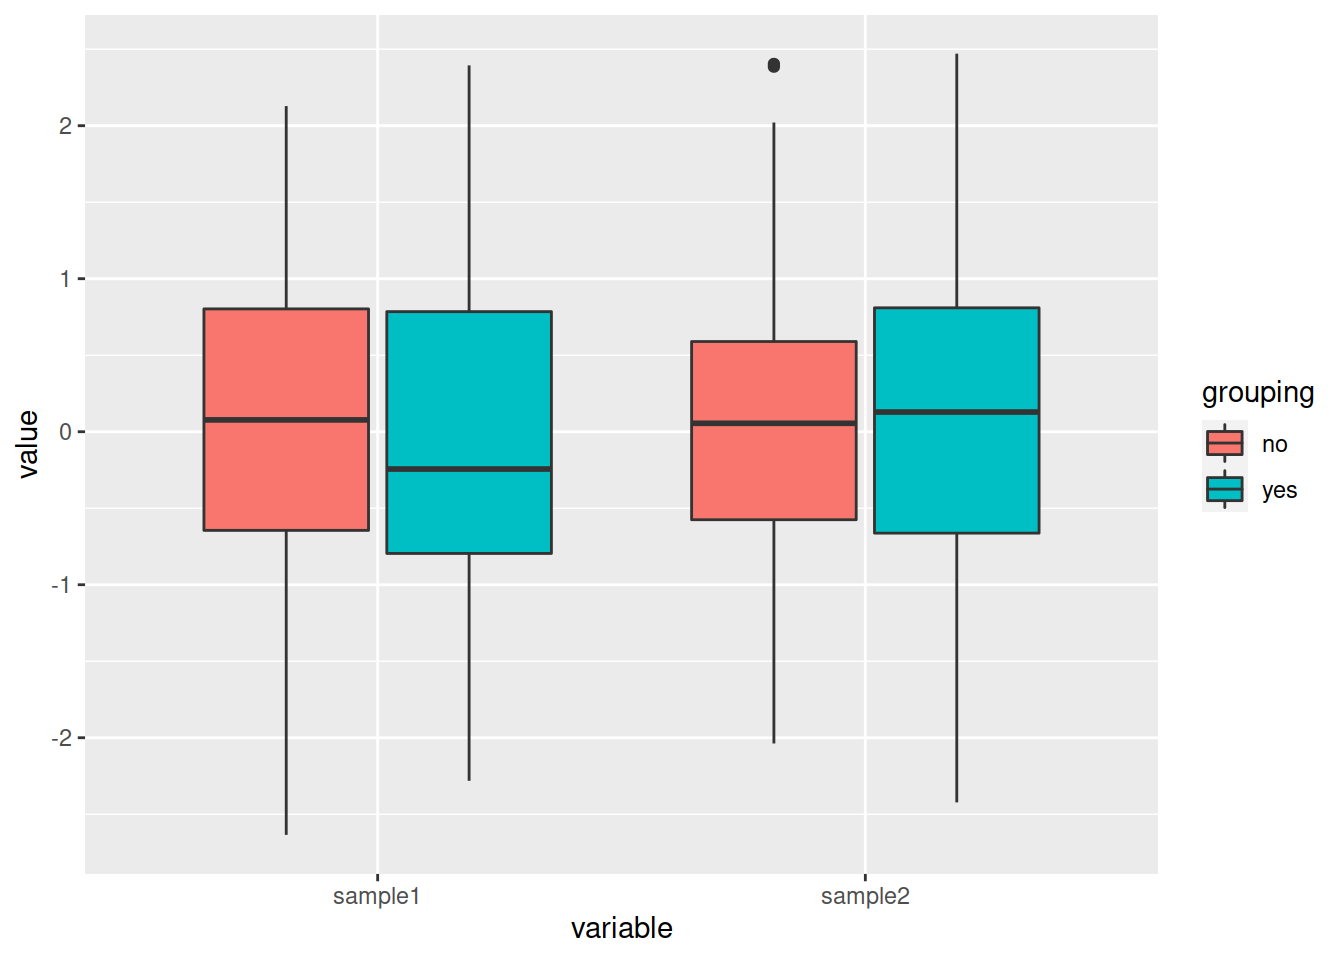 value
2
1
0
-1
-2
sample1
sample2
variable
grouping
no
yes